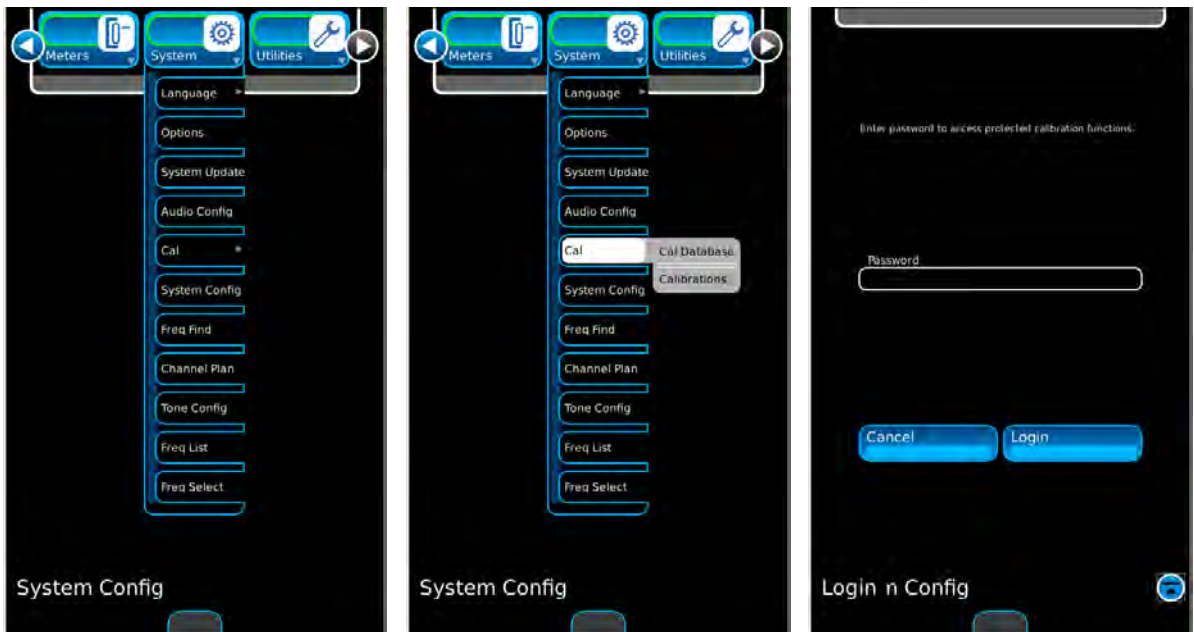 Meters
System
Utilities
Language
Options
System Update
Audio Config
Cal
System Config
Freq Find
Channel Plan
Tone Config
Freq List
Freq Select
System Config
Meters
System
Utilities
Language
Options
System Update
Audio Config
Cal
Cal Database
Calibrations
System Config
Freq Find
Channel Plan
Tone Config
Freq List
Freq Select
System Config
Enter password to access protected calibration functions.
Password
Cancel
Login
Login n Config